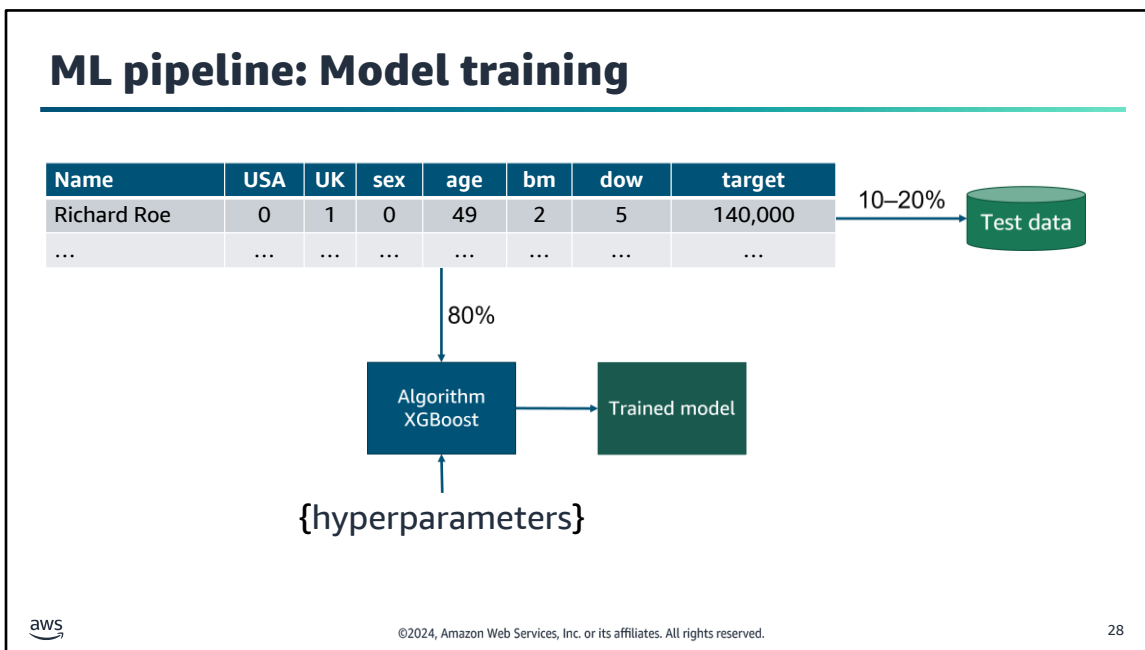 ML pipeline: Model training
Name USA UK sex age bm dow target
Richard Roe 0 1 0 49 2 5 140,000
... ... ... ... ... ... ... ...
10–20%
Test data
80%
Algorithm
XGBoost
Trained model
{hyperparameters}
aws
©2024, Amazon Web Services, Inc. or its affiliates. All rights reserved.
28